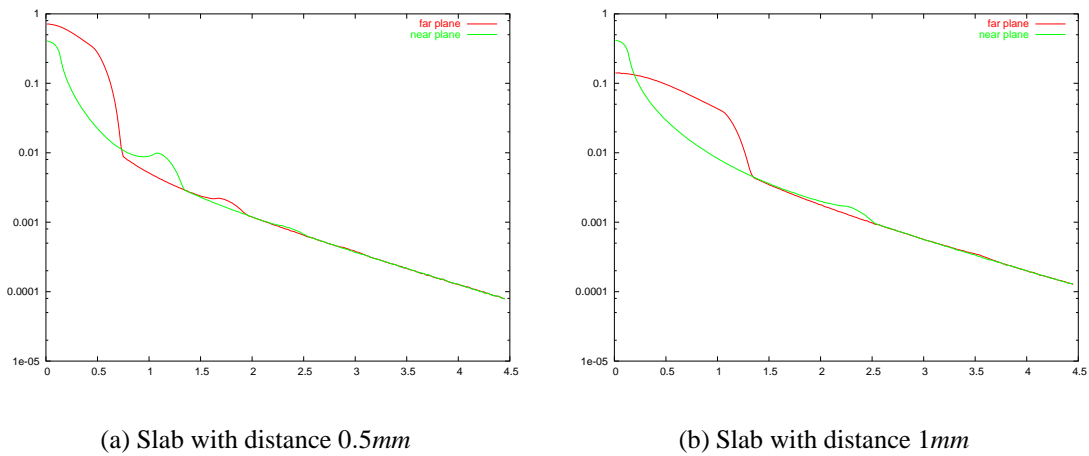 1
0.1
0.01
0.001
0.0001
1e-05
0 0.5 1 1.5 2 2.5 3 3.5 4 4.5
far plane
near plane
(a) Slab with distance 0.5mm
1
0.1
0.01
0.001
0.0001
1e-05
0 0.5 1 1.5 2 2.5 3 3.5 4 4.5
far plane
near plane
(b) Slab with distance 1mm